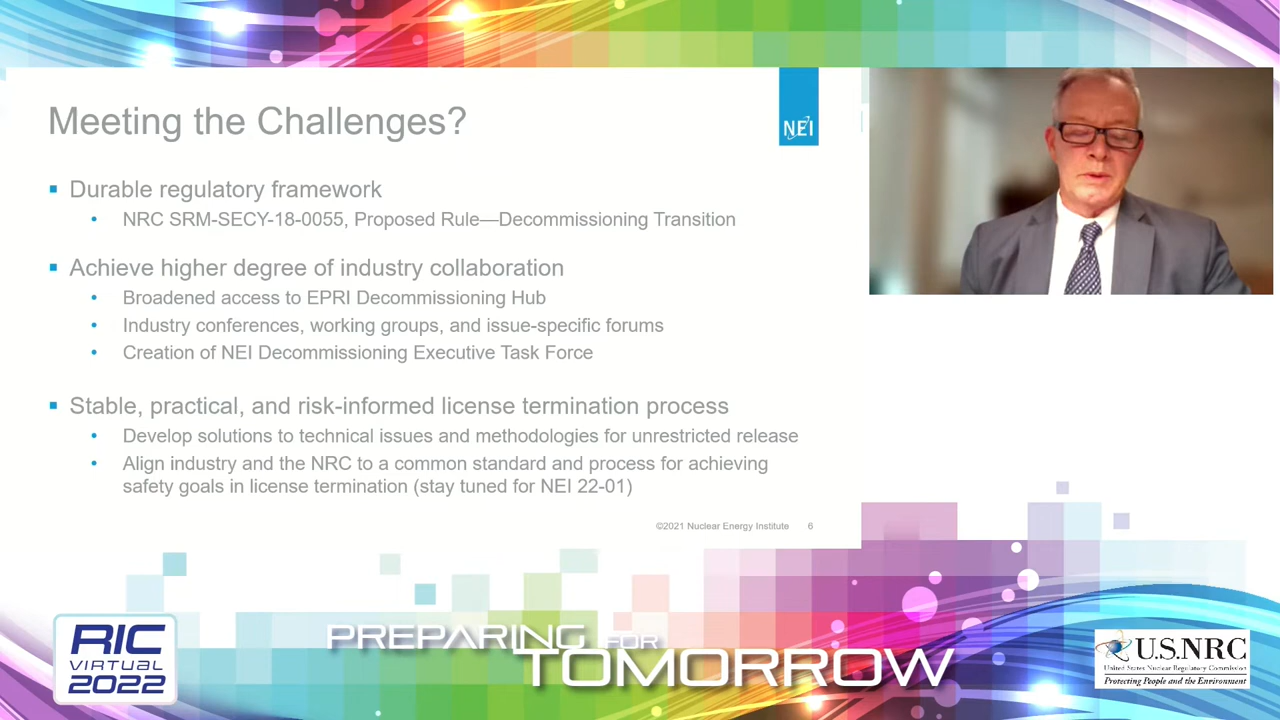 Meeting the Challenges?
NEI
Durable regulatory framework
NRC SRM-SECY-18-0055, Proposed Rule—Decommissioning Transition
Achieve higher degree of industry collaboration
Broadened access to EPRI Decommissioning Hub
Industry conferences, working groups, and issue-specific forums
Creation of NEI Decommissioning Executive Task Force
Stable, practical, and risk-informed license termination process
Develop solutions to technical issues and methodologies for unrestricted release
Align industry and the NRC to a common standard and process for achieving
safety goals in license termination (stay tuned for NEI 22-01)
©2021 Nuclear Energy Institute 6
RIC
VIRTUAL
2022
PREPARING FOR
TOMORROW
U.S.NRC
United States Nuclear Regulatory Commission
Protecting People and the Environment